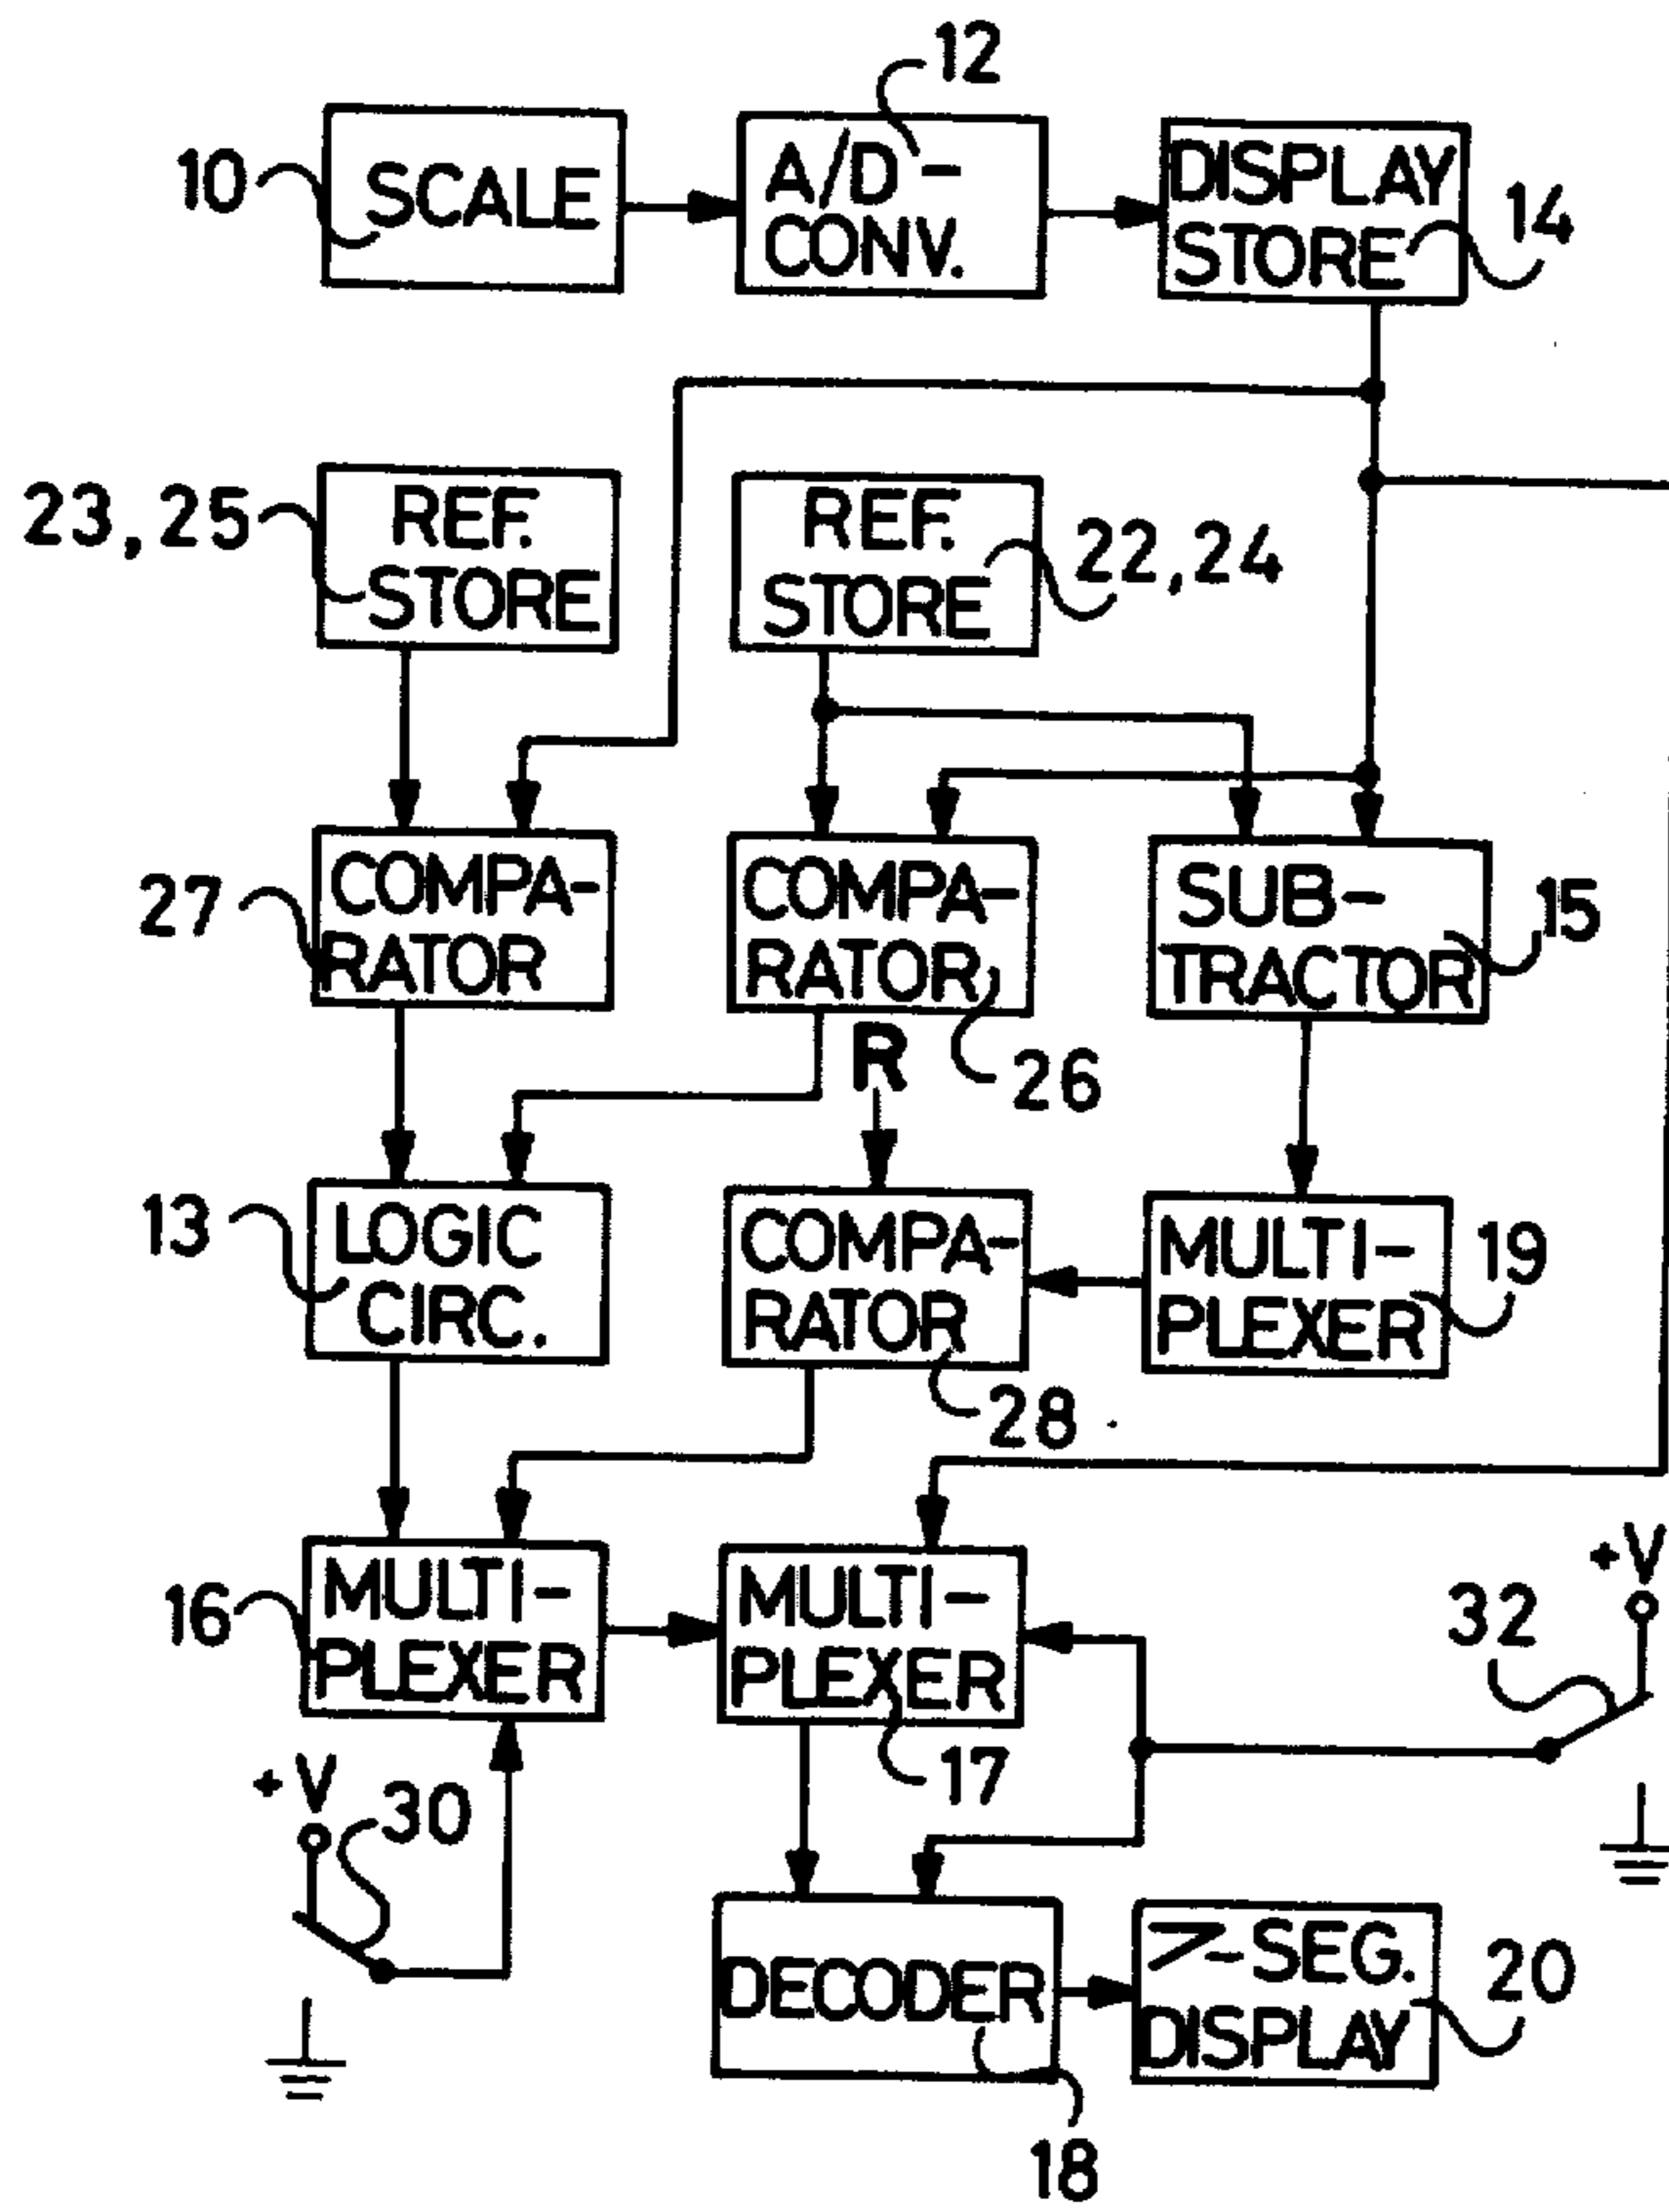 12
10
SCALE
A/D-
CONV.
DISPLAY
STORE
14
23,25
REF.
STORE
REF.
STORE
22,24
27
COMPA-
RATOR
COMPA-
RATOR
26
SUB-
TRACTOR
15
R
13
LOGIC
CIRC.
COMPA-
RATOR
28
MULTI-
PLEXER
19
16
MULTI-
PLEXER
MULTI-
PLEXER
17
32
+V
+V
30
DECODER
18
7-SEG.
DISPLAY
20